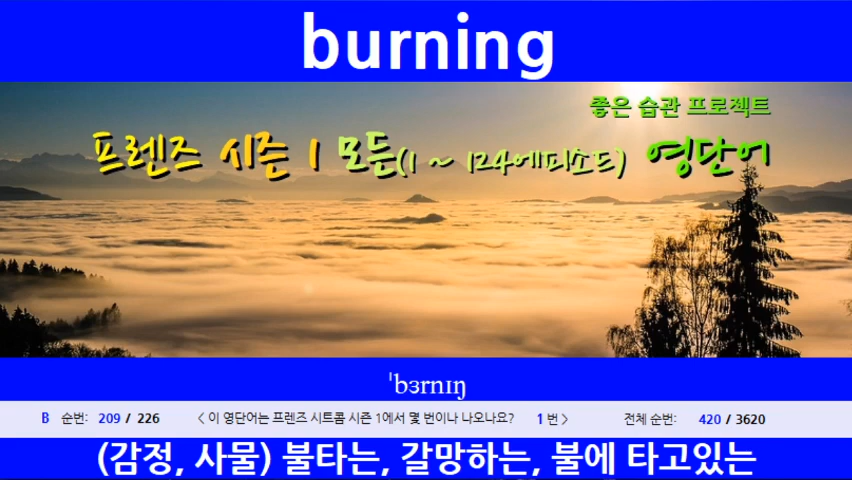 burning
좋은 습관 프로젝트
프렌즈 시즌 1 모든(1 ~ 124에피소드) 영단어
ˈbɜrnɪŋ
B 순번: 209 / 226 < 이 영단어는 프렌즈 시트콤 시즌 1에서 몇 번이나 나오나요? 1 번 > 전체 순번: 420 / 3620
(감정, 사물) 불타는, 갈망하는, 불에 타고있는